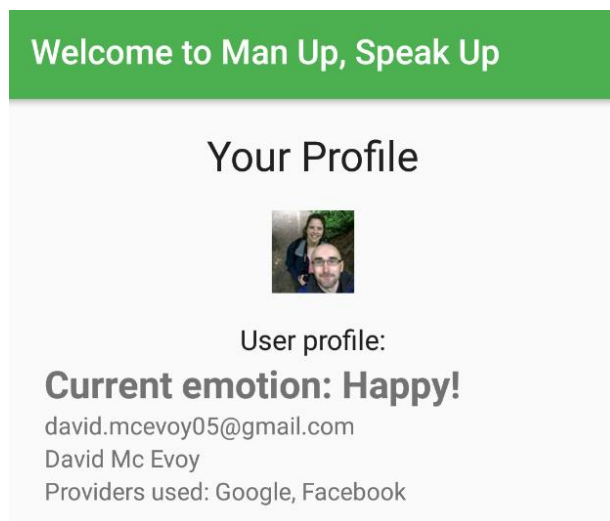 Welcome to Man Up, Speak Up
Your Profile
User profile:
Current emotion: Happy!
david.mcevoy05@gmail.com
David Mc Evoy
Providers used: Google, Facebook